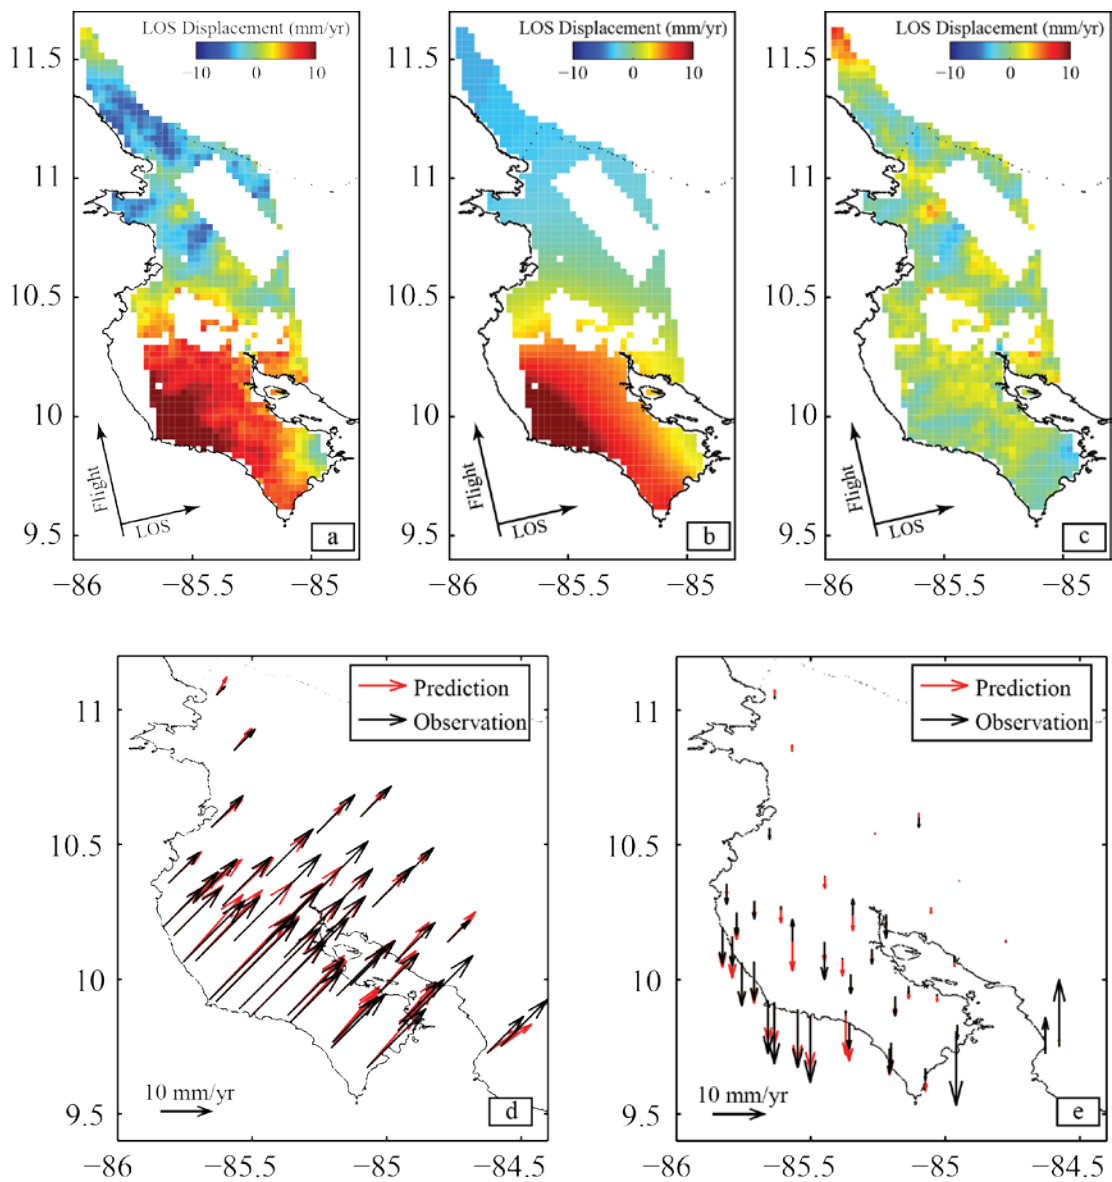 LOS Displacement (mm/yr)
−10 0 10
11.5
11
10.5
10
9.5
Flight
LOS
a
−86 −85.5 −85
LOS Displacement (mm/yr)
−10 0 10
11.5
11
10.5
10
9.5
Flight
LOS
b
−86 −85.5 −85
LOS Displacement (mm/yr)
−10 0 10
11.5
11
10.5
10
9.5
Flight
LOS
c
−86 −85.5 −85
Prediction
Observation
11
10.5
10
9.5
10 mm/yr
d
−86 −85.5 −85 −84.5
Prediction
Observation
11
10.5
10
9.5
10 mm/yr
e
−86 −85.5 −85 −84.5